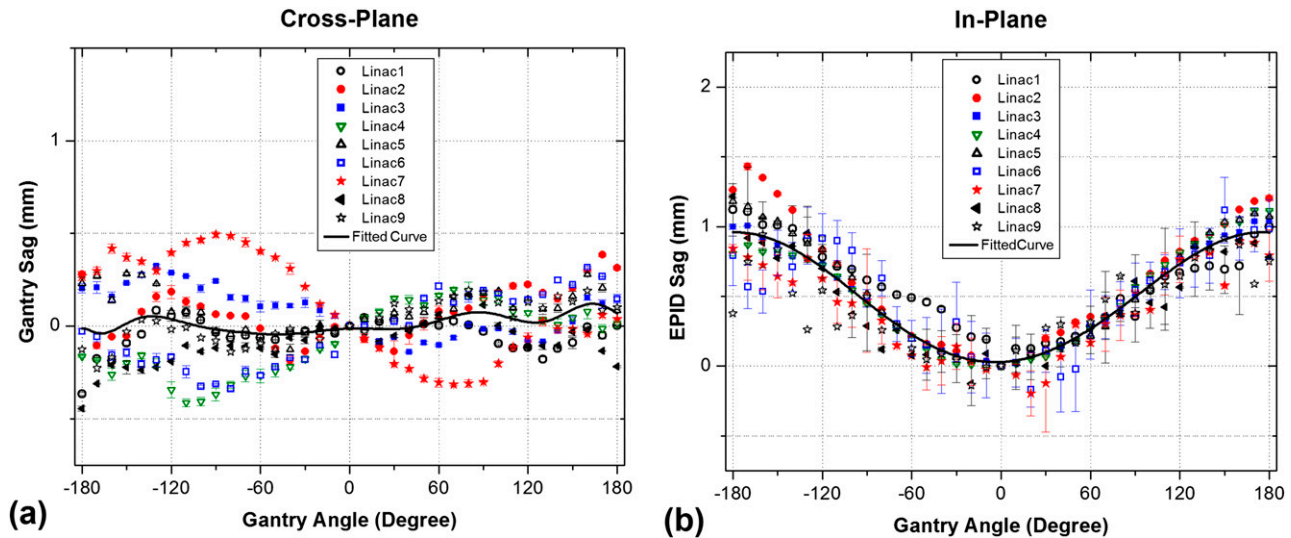 Cross-Plane
Gantry Sag (mm)
1
0
Linac1
Linac2
Linac3
Linac4
Linac5
Linac6
Linac7
Linac8
Linac9
Fitted Curve
-180 -120 -60 0 60 120 180
Gantry Angle (Degree)
(a)
In-Plane
EPID Sag (mm)
2
1
0
Linac1
Linac2
Linac3
Linac4
Linac5
Linac6
Linac7
Linac8
Linac9
FittedCurve
-180 -120 -60 0 60 120 180
Gantry Angle (Degree)
(b)